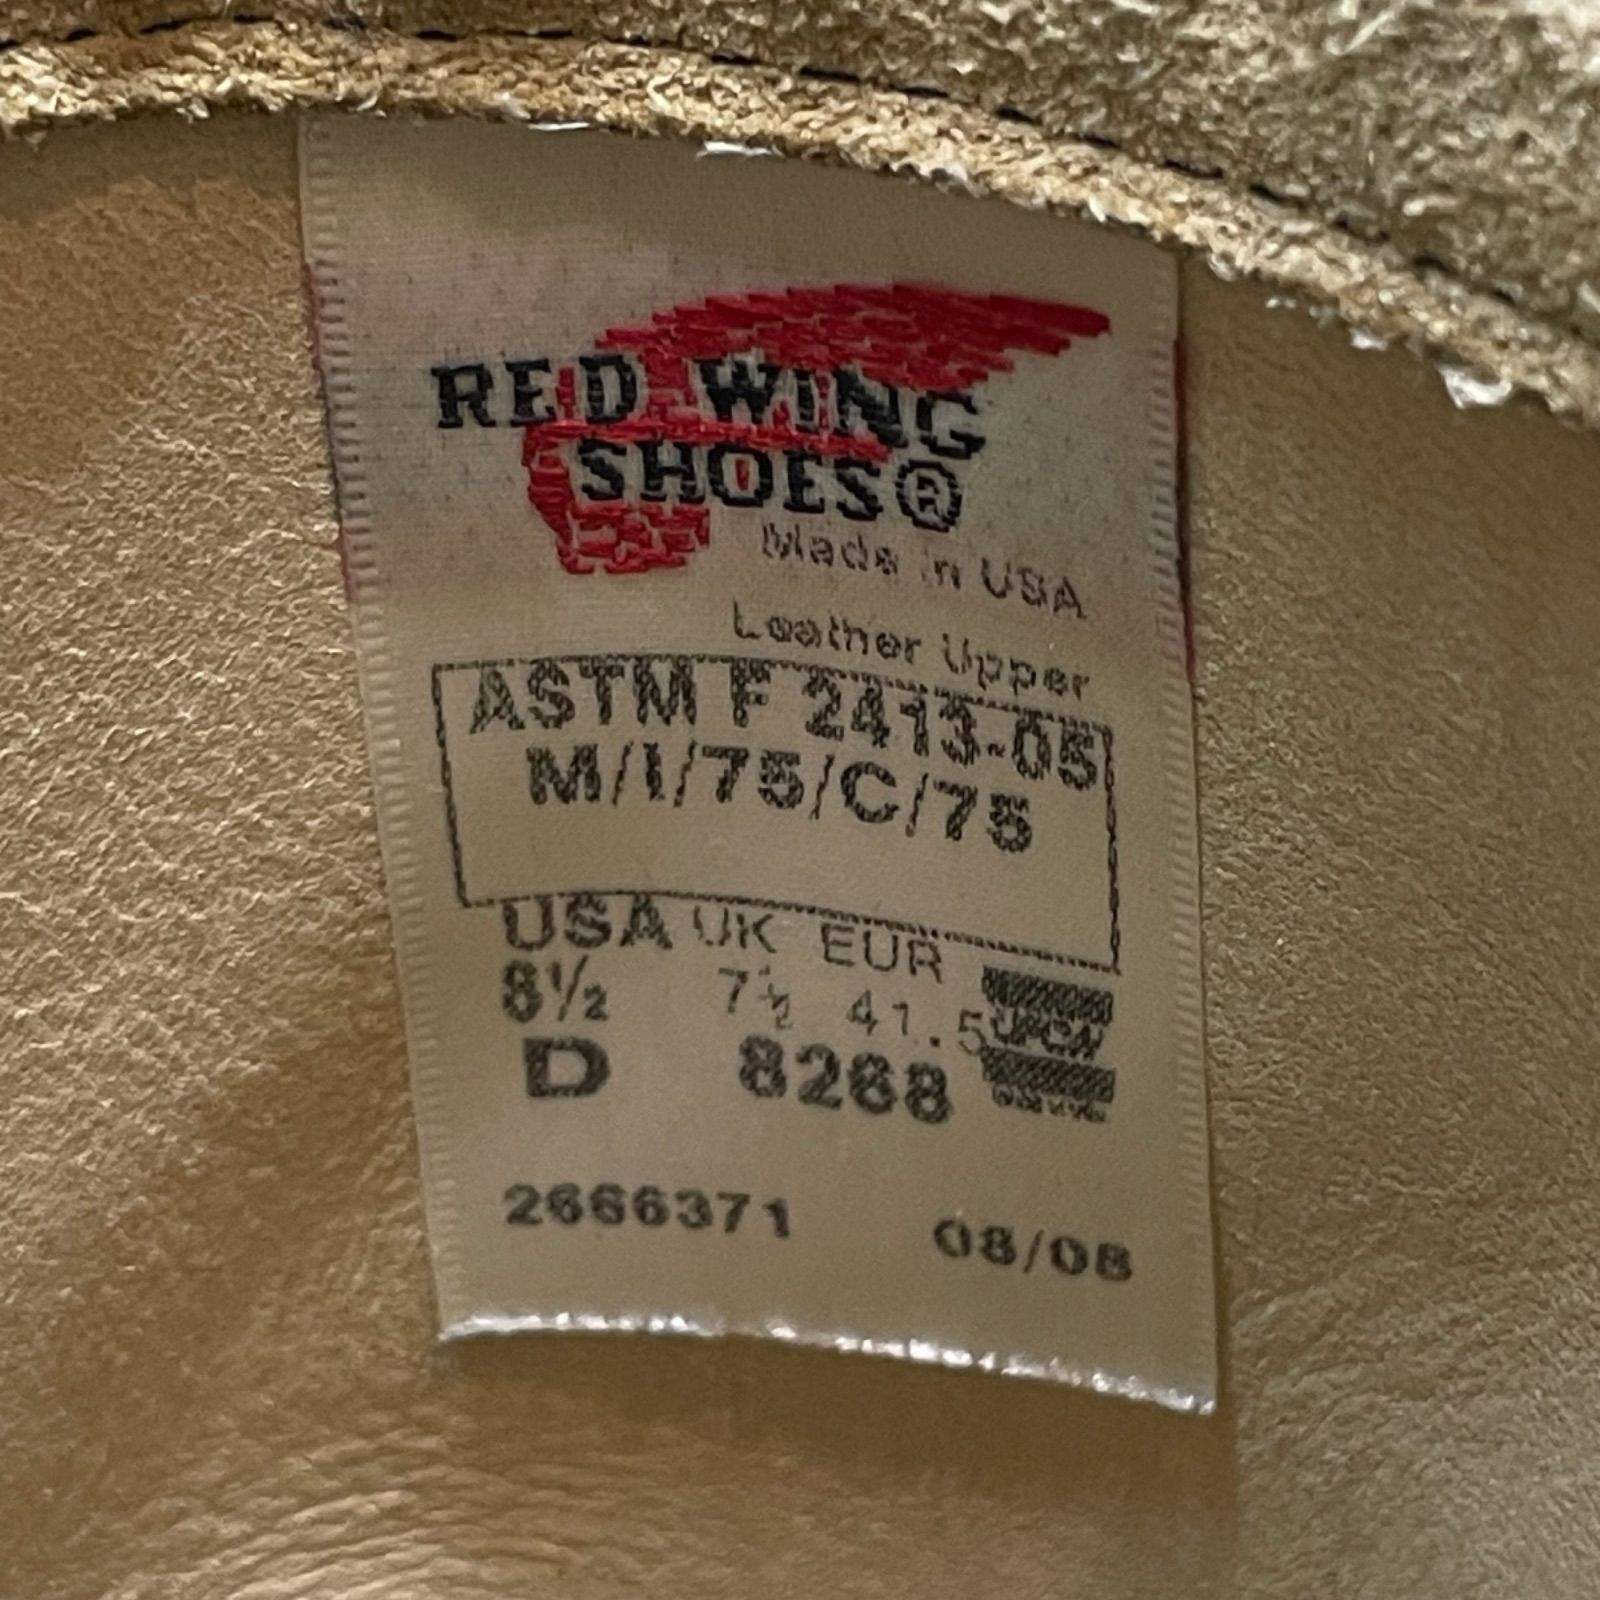 RED WING
SHOES®
Made in USA
Leather Upper
ASTM F 2413-05
M/I/75/C/75
USA UK EUR
8½ 7½ 41.5
D 8268
2666371 08/08